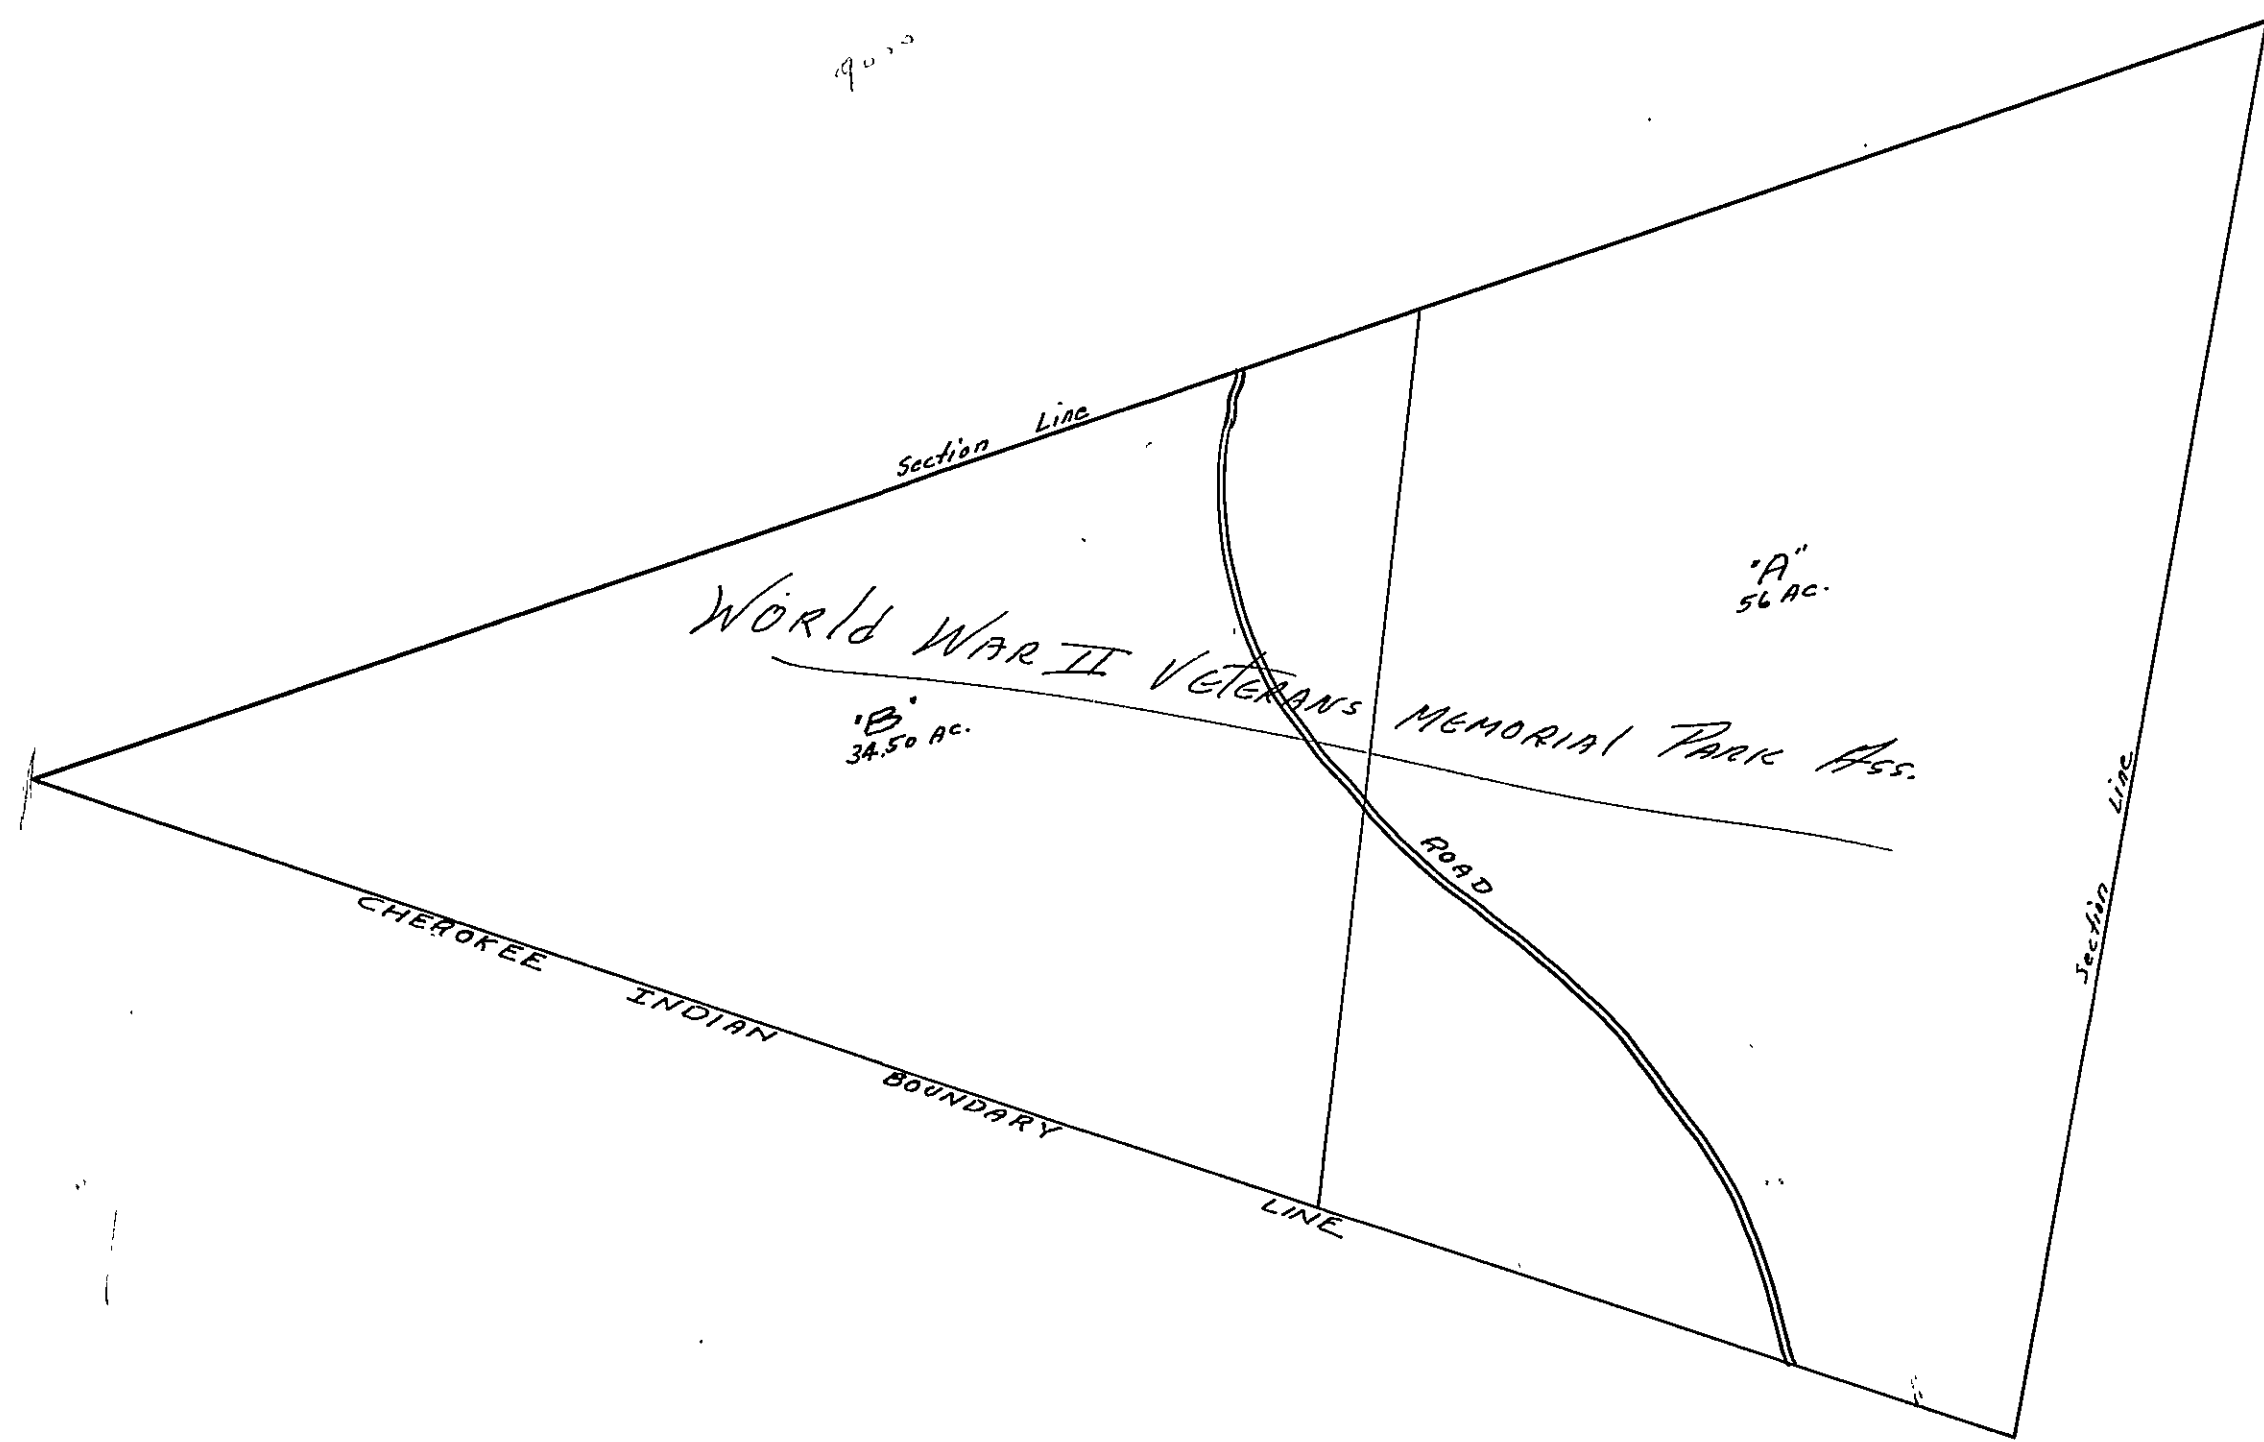 Section Line
"A"
56 AC.
WORld WAR II VETERANS MEMORIAl PARK Ass.
"B"
34.50 AC.
ROAD
Section Line
CHEROKEE INDIAN BOUNDARY LINE